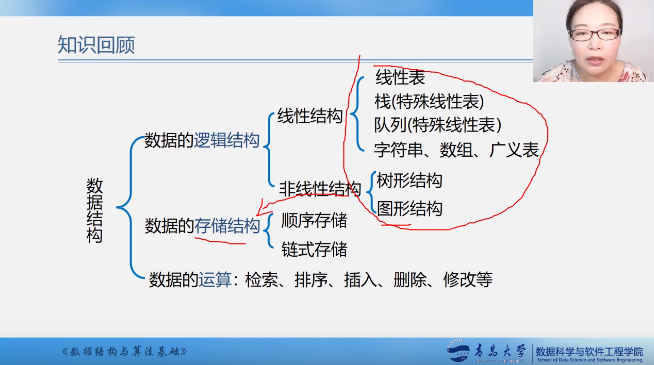 知识回顾
线性表
栈(特殊线性表)
线性结构
队列(特殊线性表)
数据的逻辑结构
字符串、数组、广义表
非线性结构
树形结构
数据结构
图形结构
数据的存储结构
顺序存储
链式存储
数据的运算：检索、排序、插入、删除、修改等
《数据结构与算法基础》
青岛大学
数据科学与软件工程学院
School of Data Science and Software Engineering